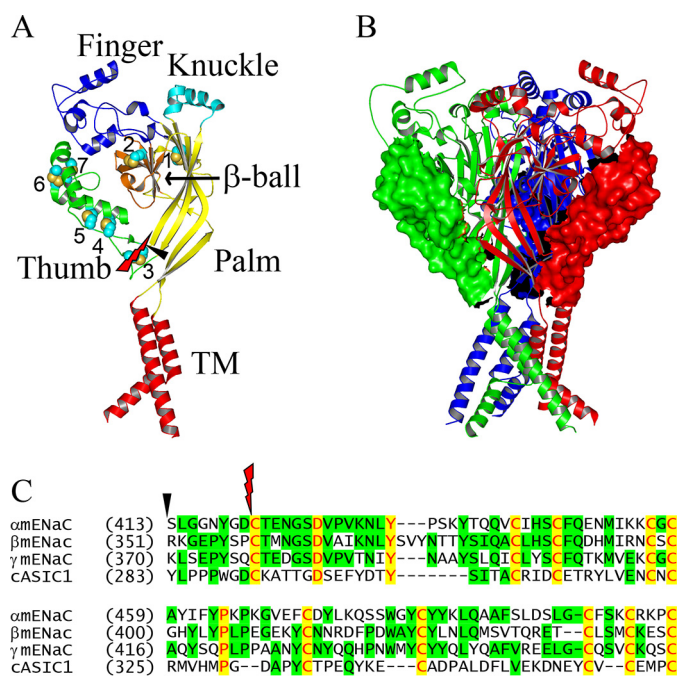 A
B
Finger
Knuckle
2
1
7
6
β-ball
5
4
3
Thumb
Palm
TM
C
αmENaC (413) SLGGNYGDCTENGSDVPVKNLY---PSKYTQQVCIHSCFQENMIKKCGC
βmENaC (351) RKGEPYSPCTMNGSDVAIKNLYSVYNTTYSIQACLHSCFQDHMIRNCSC
γmENaC (370) KLSEPYSQCTEDGSDVPVTNIY---NAAYSLQICLYSCFQTKMVEKCGC
cASIC1 (283) YLPPPWGDCKATTGDSEFYDTY-------SITACRIDCETRYLVENCNC
αmENaC (459) AYIFYPKPKGVEFCDYLKQSSWGYCYYKLQAAFSLDSLG-CFSKCRKPC
βmENac (400) GHYLYPLPEGEKYCNNRDFPDWAYCYLNLQMSVTQRET--CLSMCKESC
γmENaC (416) AQYSQPLPPAANYCNYQQHPNWMYCYYQLYQAFVREELG-CQSVCKQSC
cASIC1 (325) RMVHMPG--DAPYCTPEQYKE---CADPALDFLVEKDNEYCV--CEMPC